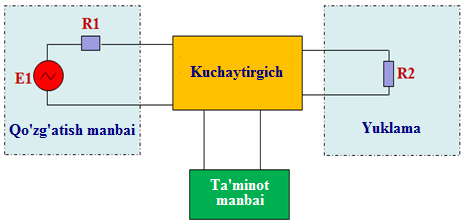 R1
E1
Qo'zg'atish manbai
Kuchaytirgich
R2
Yuklama
Ta'minot
manbai